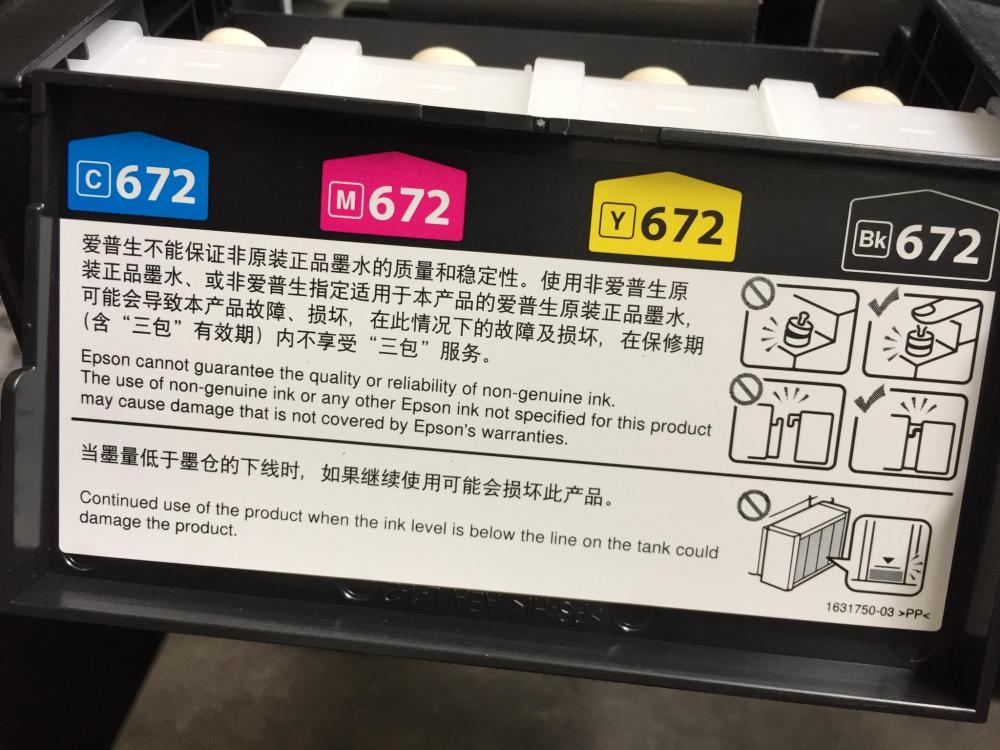 C 672
M 672
Y 672
Bk 672
爱普生不能保证非原装正品墨水的质量和稳定性。使用非爱普生原
装正品墨水、或非爱普生指定适用于本产品的爱普生原装正品墨水,
可能会导致本产品故障、损坏, 在此情况下的故障及损坏, 在保修期
(含“三包”有效期) 内不享受“三包”服务。
Epson cannot guarantee the quality or reliability of non-genuine ink.
The use of non-genuine ink or any other Epson ink not specified for this product
may cause damage that is not covered by Epson's warranties.
当墨量低于墨仓的下线时, 如果继续使用可能会损坏此产品。
Continued use of the product when the ink level is below the line on the tank could
damage the product.
1631750-03 >PP<